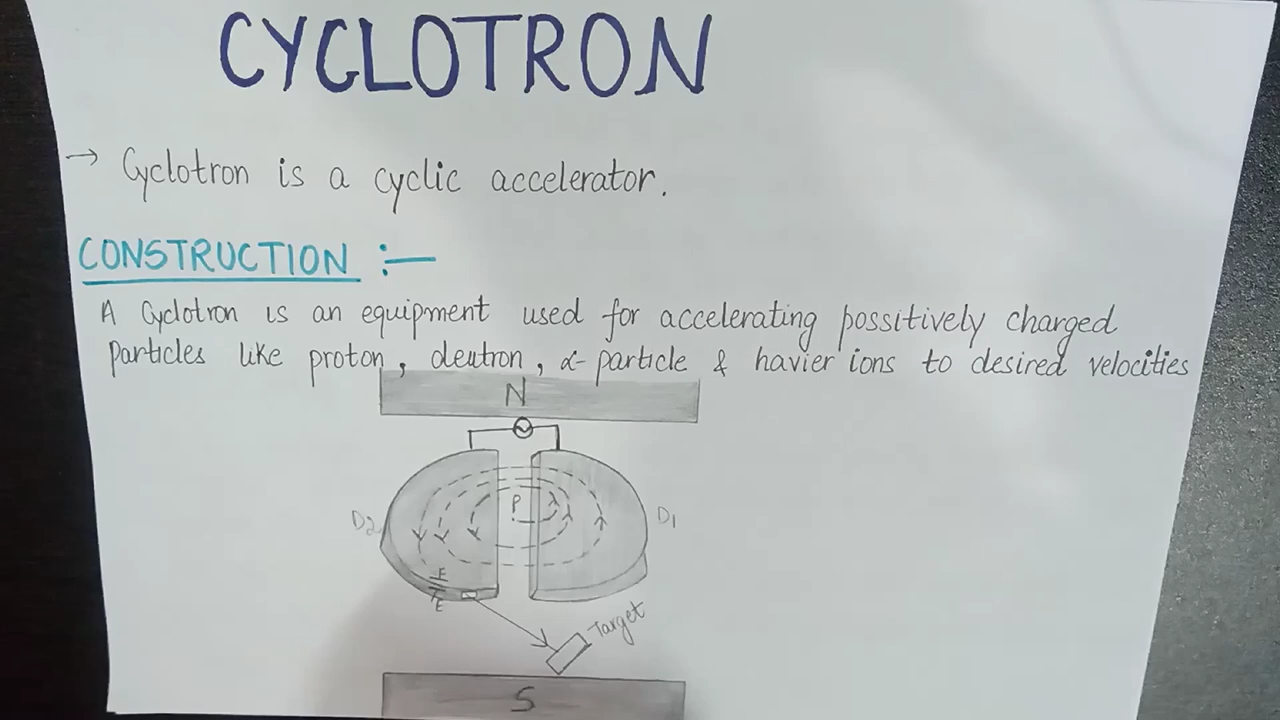 CYCLOTRON
→ Cyclotron is a cyclic accelerator.
CONSTRUCTION :—
A Cyclotron is an equipment used for accelerating possitively charged
particles like proton, deutron, α- particle & havier ions to desired velocities
N
P
D2
D1
E
E
Target
S